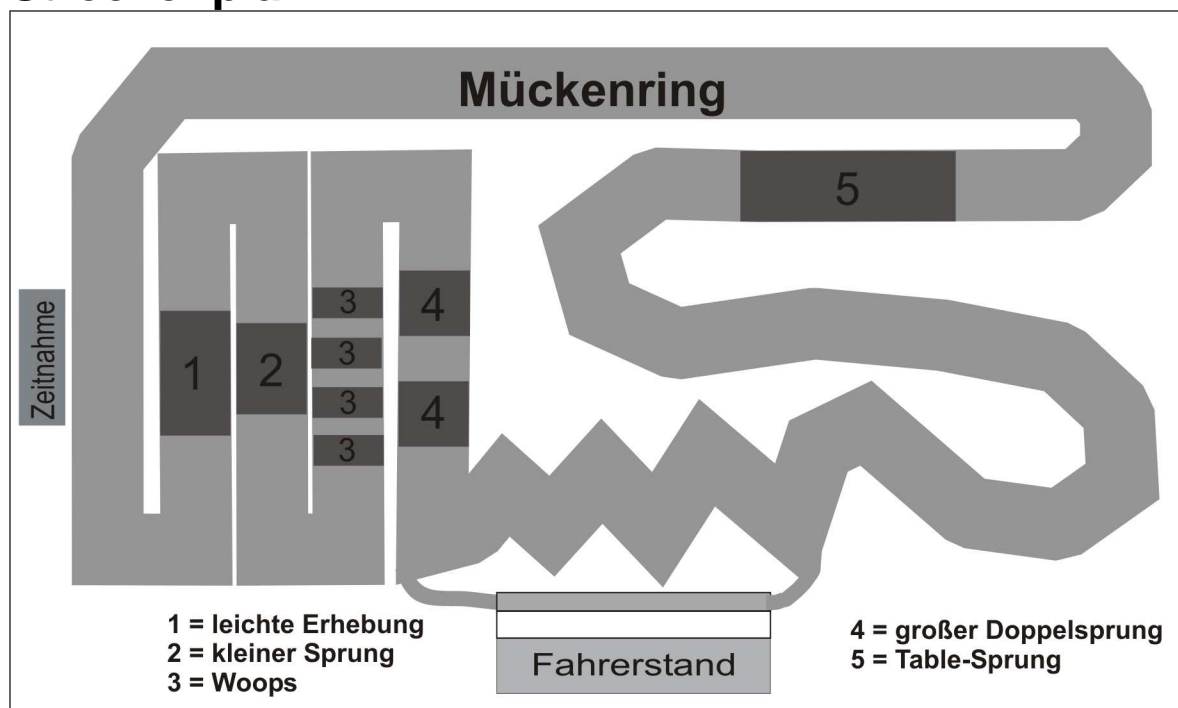 Mückenring
5
4
3
3
1
2
3
4
3
Zeitnahme
1 = leichte Erhebung
2 = kleiner Sprung
3 = Woops
Fahrerstand
4 = großer Doppelsprung
5 = Table-Sprung